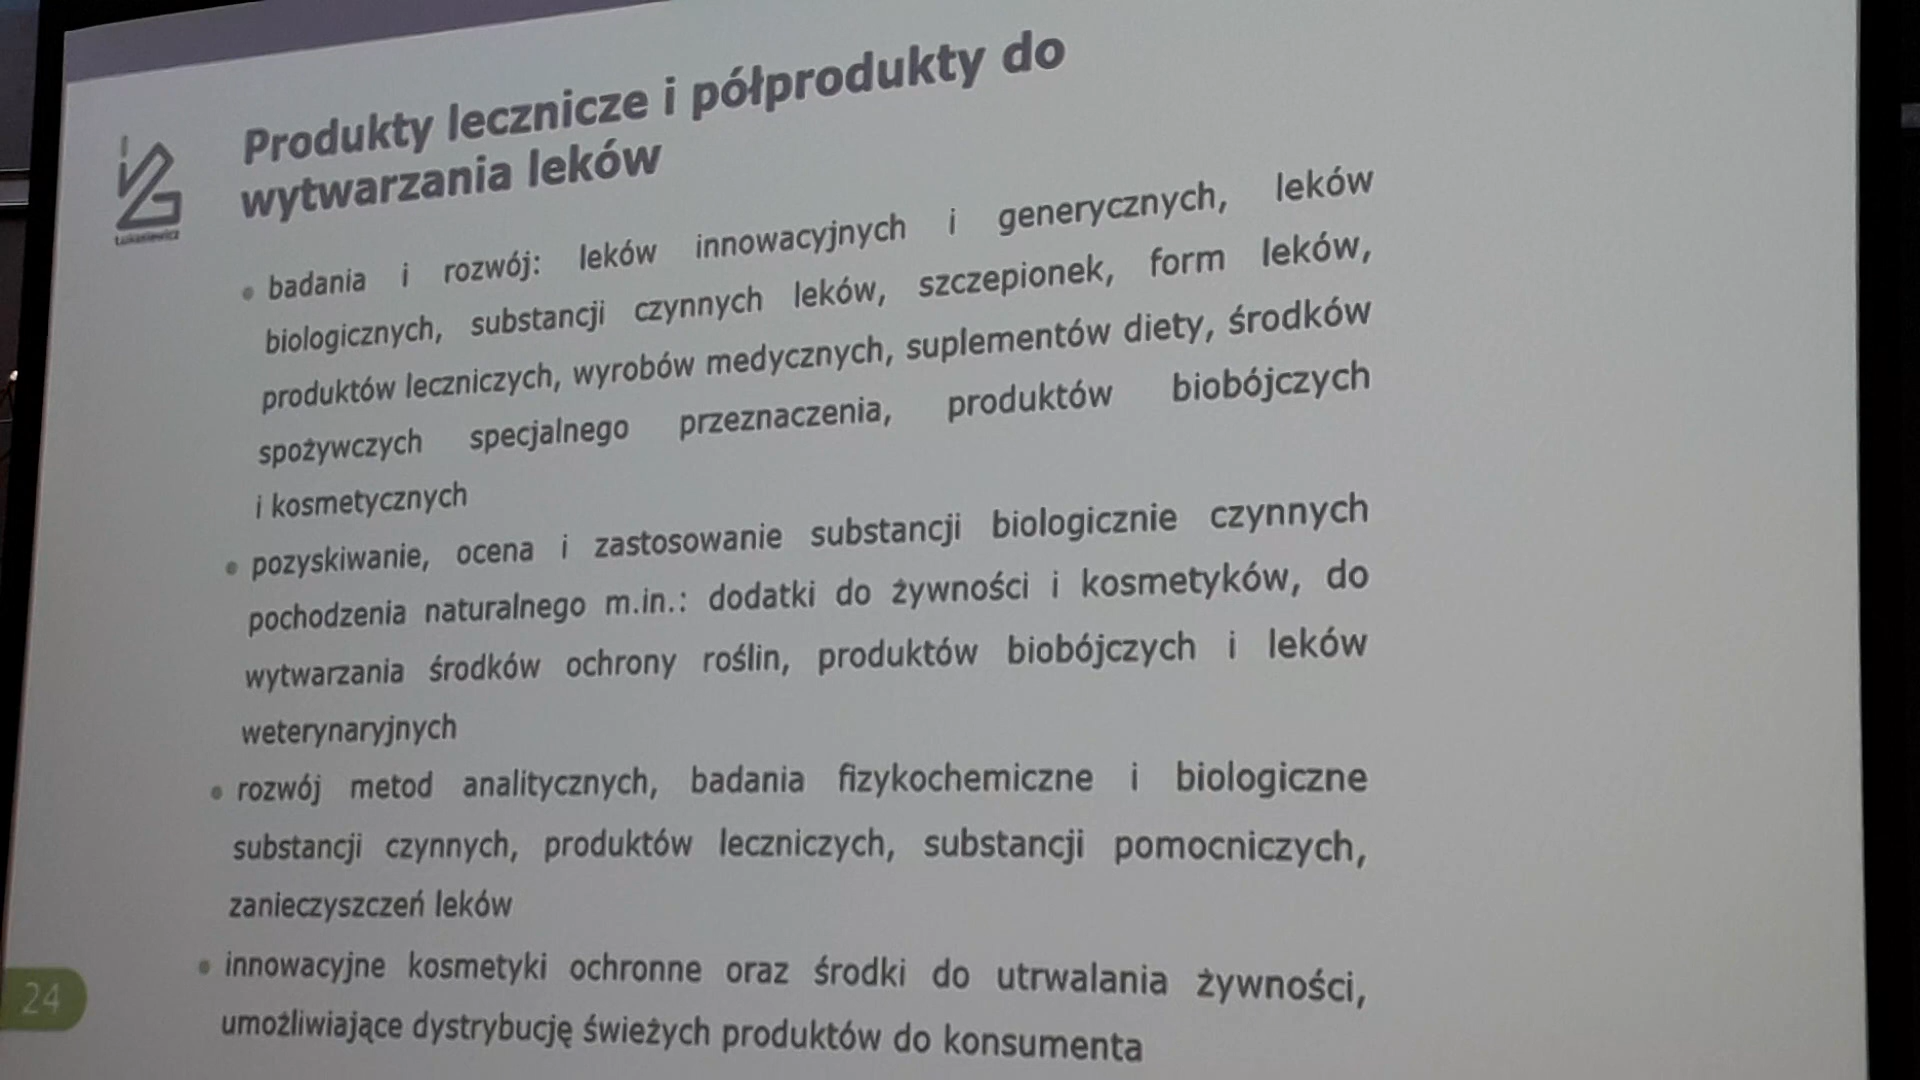 Produkty lecznicze i półprodukty do
wytwarzania leków
Łukasiewicz
• badania i rozwój: leków innowacyjnych i generycznych, leków
biologicznych, substancji czynnych leków, szczepionek, form leków,
produktów leczniczych, wyrobów medycznych, suplementów diety, środków
spożywczych specjalnego przeznaczenia, produktów biobójczych
i kosmetycznych
• pozyskiwanie, ocena i zastosowanie substancji biologicznie czynnych
pochodzenia naturalnego m.in.: dodatki do żywności i kosmetyków, do
wytwarzania środków ochrony roślin, produktów biobójczych i leków
weterynaryjnych
• rozwój metod analitycznych, badania fizykochemiczne i biologiczne
substancji czynnych, produktów leczniczych, substancji pomocniczych,
zanieczyszczeń leków
• innowacyjne kosmetyki ochronne oraz środki do utrwalania żywności,
umożliwiające dystrybucję świeżych produktów do konsumenta
24